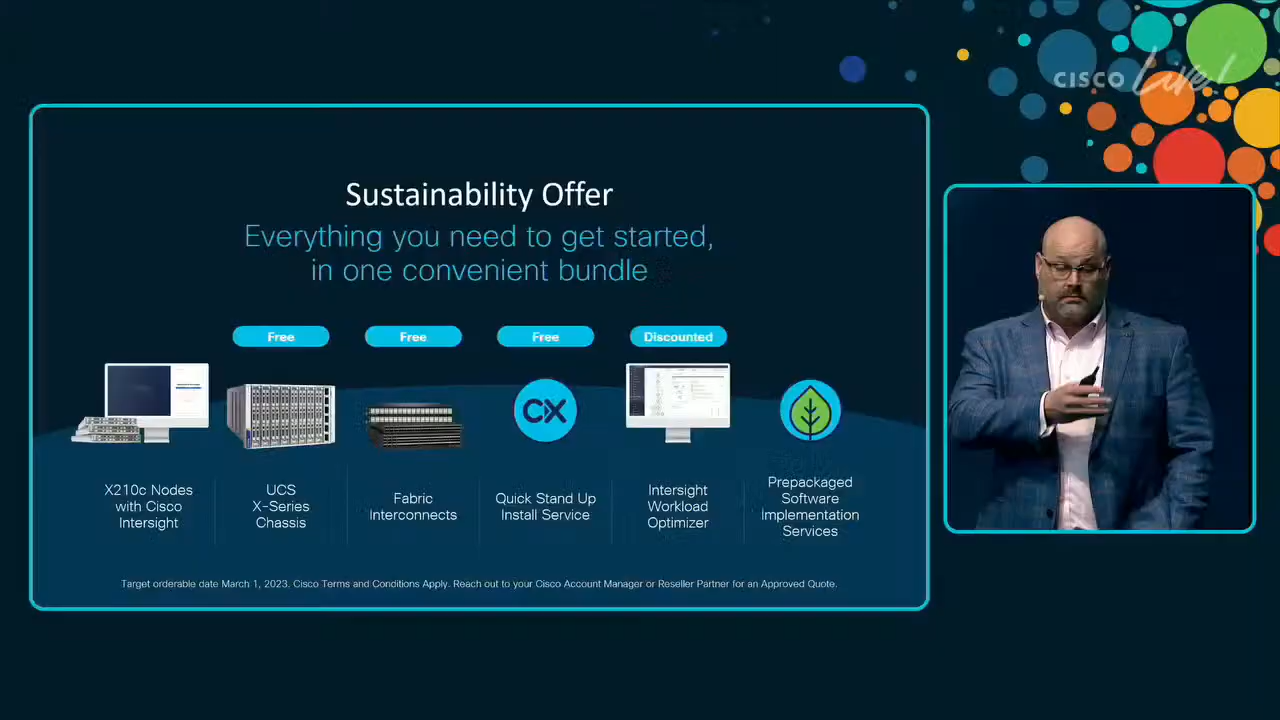 CISCO Live!
Sustainability Offer
Everything you need to get started,
in one convenient bundle
Free
Free
Free
Discounted
CX
X210c Nodes
with Cisco
Intersight
UCS
X-Series
Chassis
Fabric
Interconnects
Quick Stand Up
Install Service
Intersight
Workload
Optimizer
Prepackaged
Software
Implementation
Services
Target orderable date March 1, 2023. Cisco Terms and Conditions Apply. Reach out to your Cisco Account Manager or Reseller Partner for an Approved Quote.